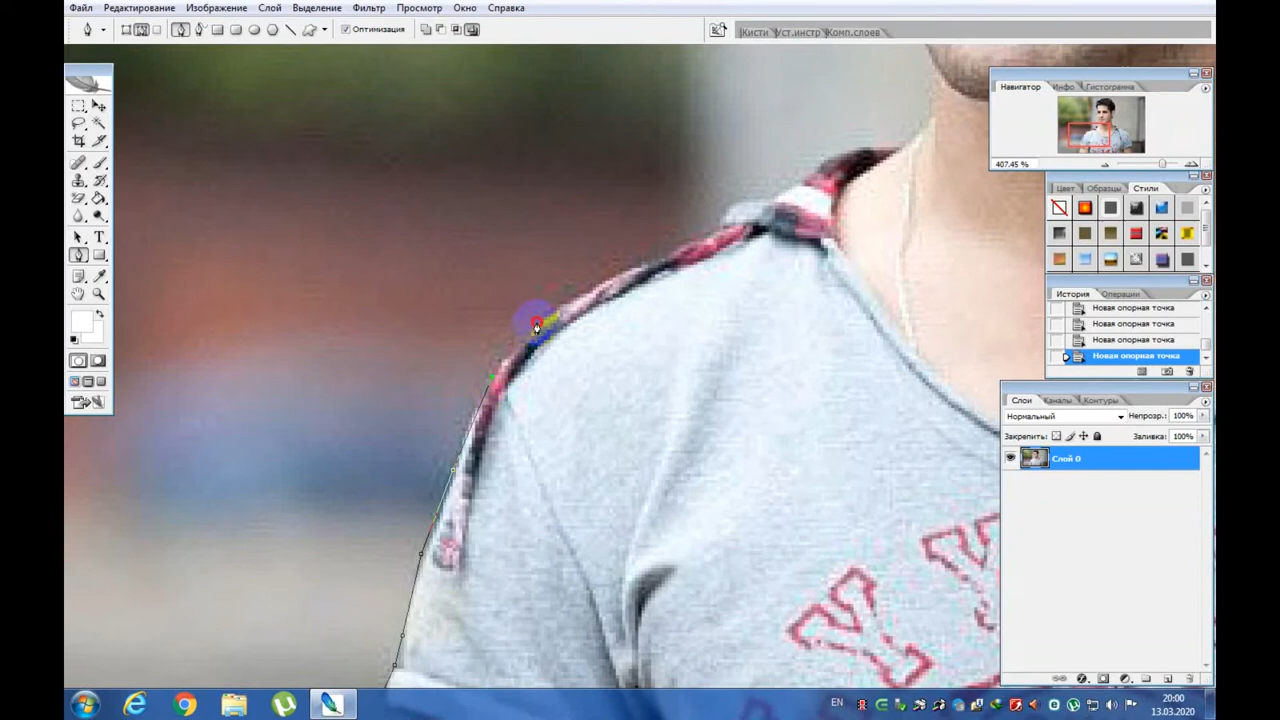 Файл Редактирование Изображение Слой Выделение Фильтр Просмотр Окно Справка
Оптимизация
Кисти Уст.инстр Комп.слоев
Навигатор Инфо Гистограмма
407.45 %
Цвет Образцы Стили
T
История Операции
Новая опорная точка
Новая опорная точка
Новая опорная точка
Новая опорная точка
Слои Каналы Контуры
Нормальный Непрозр.: 100%
Закрепить: Заливка: 100%
Слой 0
Y Y
EN
20:00
13.03.2020